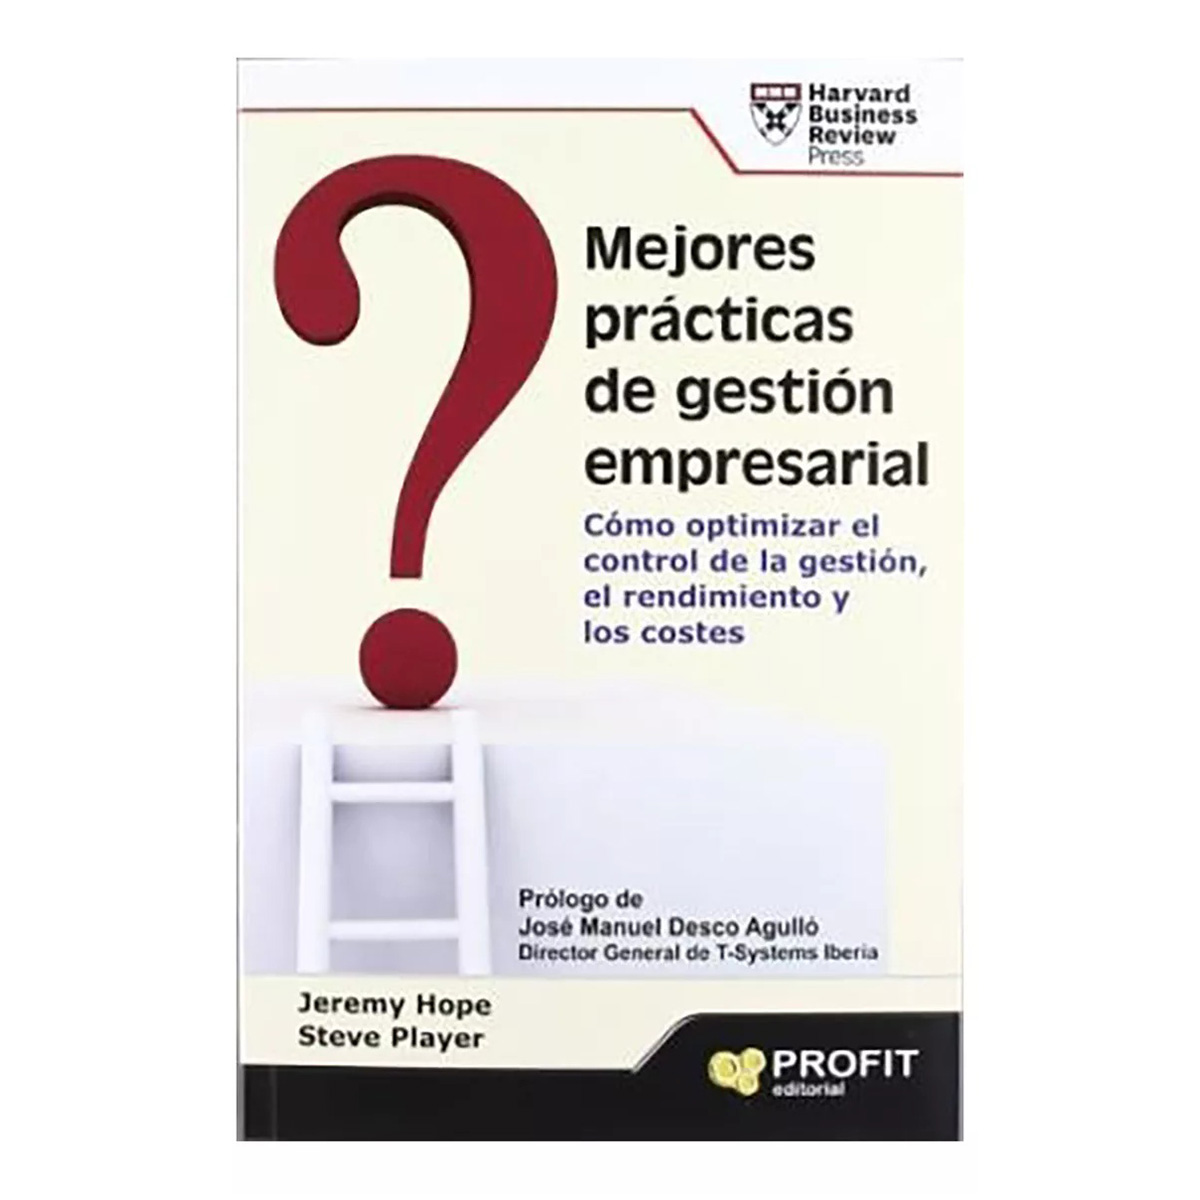 Harvard
Business
Review
Press
Mejores
prácticas
de gestión
empresarial
Cómo optimizar el
control de la gestión,
el rendimiento y
los costes
Prólogo de
José Manuel Desco Agulló
Director General de T-Systems Iberia
Jeremy Hope
Steve Player
PROFIT
editorial